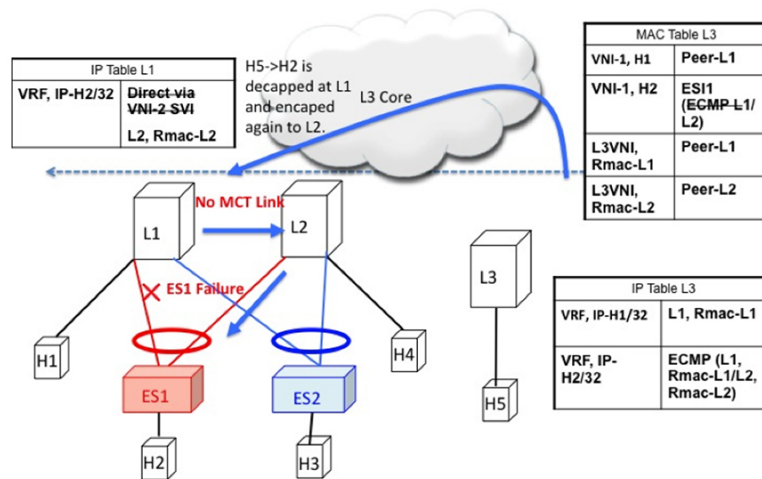 IP Table L1
VRF, IP-H2/32
Direct via
VNI-2 SVI
L2, Rmac-L2
H5->H2 is
decapped at L1
and encaped
again to L2.
L3 Core
MAC Table L3
VNI-1, H1
Peer-L1
VNI-1, H2
ESI1
(ECMP L1/
L2)
L3VNI,
Rmac-L1
Peer-L1
L3VNI,
Rmac-L2
Peer-L2
No MCT Link
L1
L2
L3
ES1 Failure
H1
H4
ES1
ES2
H2
H3
H5
IP Table L3
VRF, IP-H1/32
L1, Rmac-L1
VRF, IP-
H2/32
ECMP (L1,
Rmac-L1/L2,
Rmac-L2)